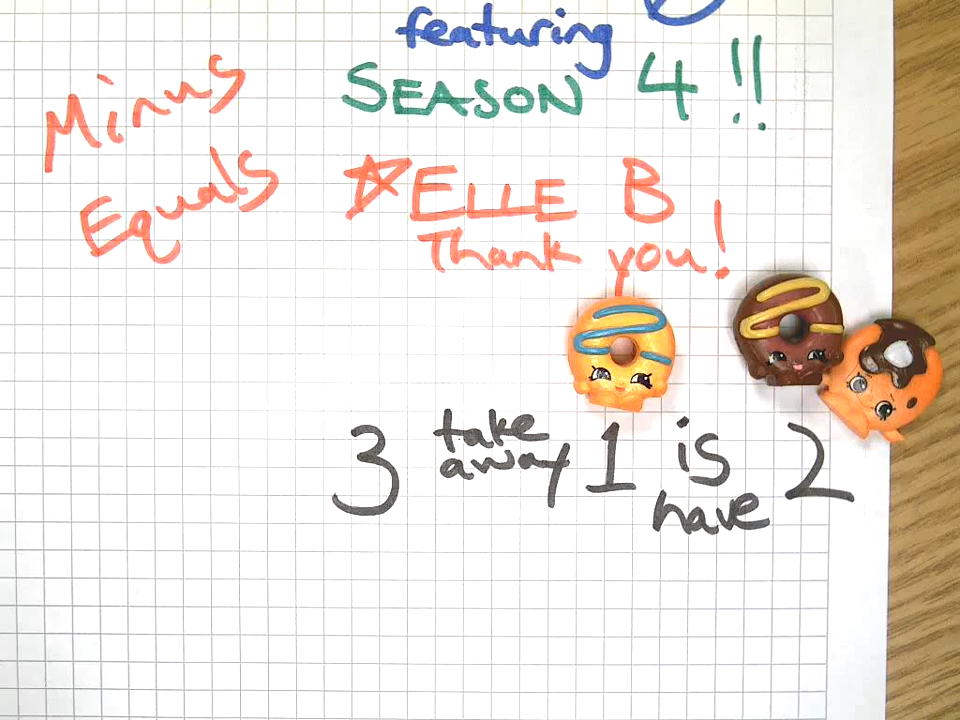 featuring
SEASON 4 !!
Minus
Equals
ELLE B
Thank you!
3 take away 1 is 2
have